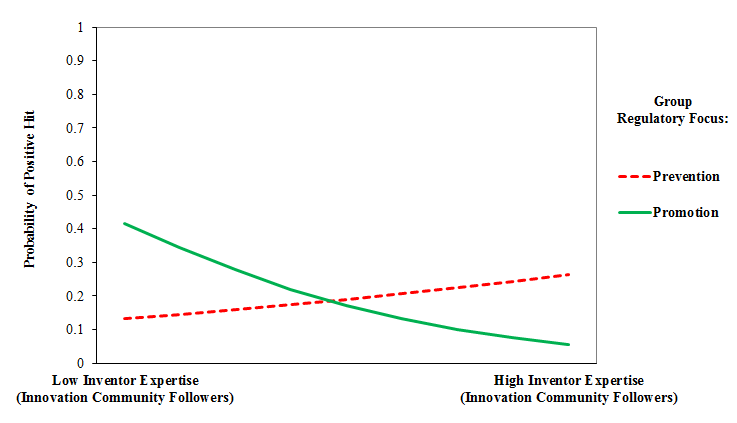 Probability of Positive Hit
1
0.9
0.8
0.7
0.6
0.5
0.4
0.3
0.2
0.1
0
Low Inventor Expertise
(Innovation Community Followers)
High Inventor Expertise
(Innovation Community Followers)
Group
Regulatory Focus:
Prevention
Promotion